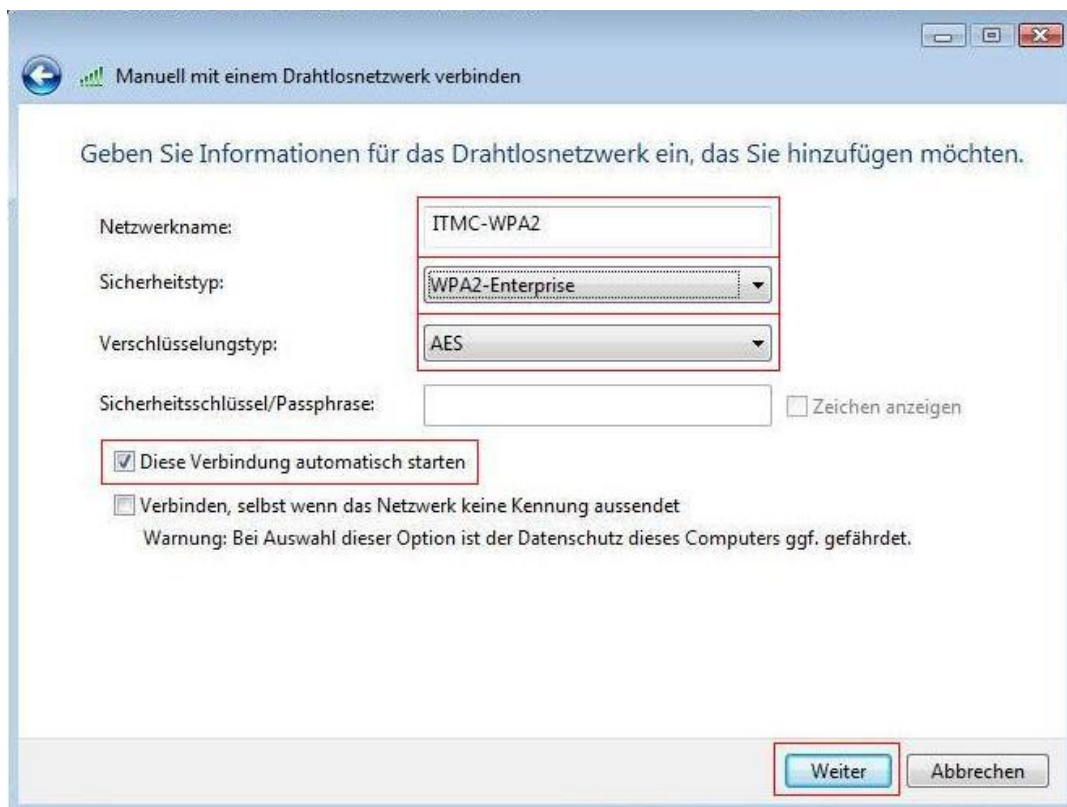 Manuell mit einem Drahtlosnetzwerk verbinden
Geben Sie Informationen für das Drahtlosnetzwerk ein, das Sie hinzufügen möchten.
Netzwerkname: ITMC-WPA2
Sicherheitstyp: WPA2-Enterprise
Verschlüsselungstyp: AES
Sicherheitsschlüssel/Passphrase: Zeichen anzeigen
Diese Verbindung automatisch starten
Verbinden, selbst wenn das Netzwerk keine Kennung aussendet
Warnung: Bei Auswahl dieser Option ist der Datenschutz dieses Computers ggf. gefährdet.
Weiter Abbrechen